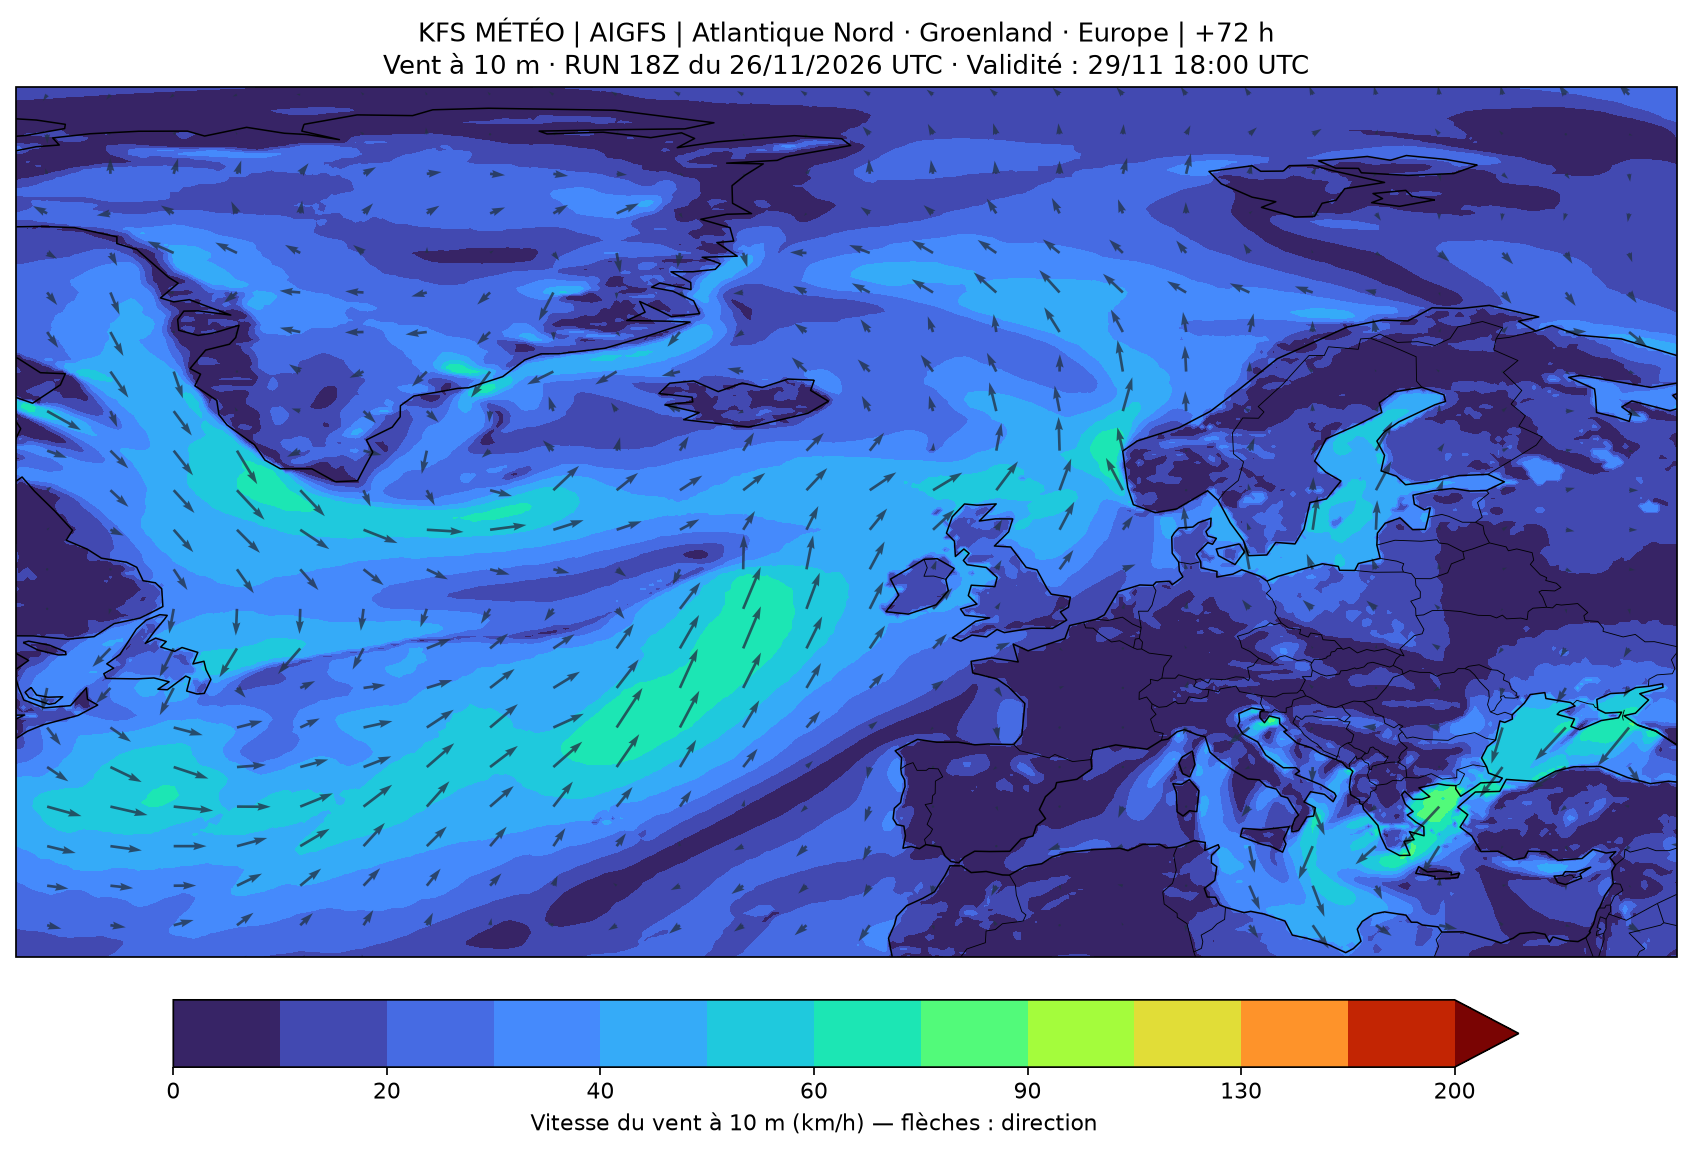 KFS MÉTÉO | AIGFS | Atlantique Nord · Groenland · Europe | +72 h
Vent à 10 m · RUN 18Z du 26/11/2026 UTC · Validité : 29/11 18:00 UTC
0 20 40 60 90 130 200
Vitesse du vent à 10 m (km/h) — flèches : direction